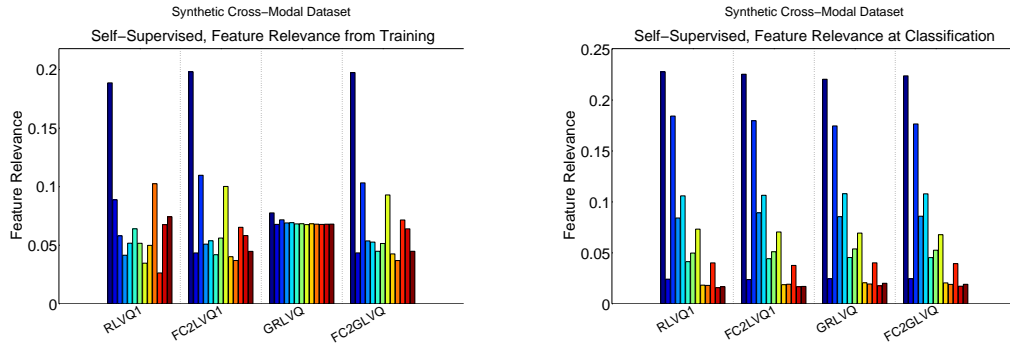 Synthetic Cross−Modal Dataset
Self−Supervised, Feature Relevance from Training
Feature Relevance
0.2
0.15
0.1
0.05
0
RLVQ1
FC2LVQ1
GRLVQ
FC2GLVQ
Synthetic Cross−Modal Dataset
Self−Supervised, Feature Relevance at Classification
Feature Relevance
0.25
0.2
0.15
0.1
0.05
0
RLVQ1
FC2LVQ1
GRLVQ
FC2GLVQ